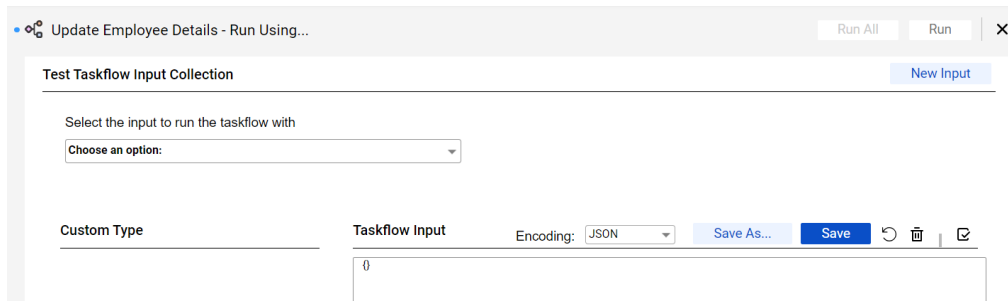 Update Employee Details - Run Using...
Run All
Run
Test Taskflow Input Collection
New Input
Select the input to run the taskflow with
Choose an option:
Custom Type
Taskflow Input
Encoding:
JSON
Save As...
Save
{}